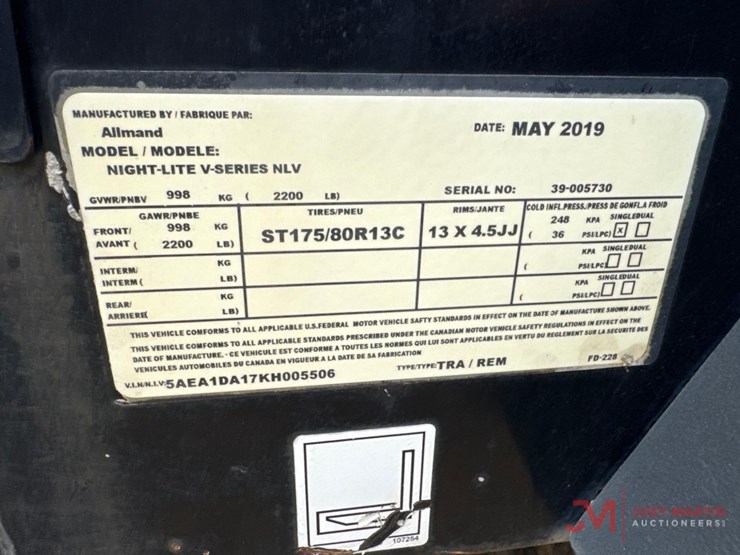 MANUFACTURED BY / FABRIQUE PAR:
Allmand
DATE: MAY 2019
MODEL / MODELE:
NIGHT-LITE V-SERIES NLV
GVWR/PNBV 998 KG ( 2200 LB)
SERIAL NO: 39-005730
GAWR/PNBE TIRES/PNEU RIMS/JANTE COLD INFL.PRESS./PRESS DE GONFL.A FROID
FRONT/ 998 KG ST175/80R13C 13 X 4.5JJ 248 KPA SINGLE DUAL
AVANT ( 2200 LB) ( 36 PSI/LPC) X
INTERM/ KG KPA SINGLE DUAL
INTERM ( LB) ( PSI/LPC)
REAR/ KG KPA SINGLE DUAL
ARRIERE( LB) ( PSI/LPC)
THIS VEHICLE CONFORMS TO ALL APPLICABLE U.S.FEDERAL MOTOR VEHICLE SAFTY STANDARDS IN EFFECT ON THE DATE OF MANUFACTURE SHOWN ABOVE.
THIS VEHICLE CONFORMS TO ALL APPLICABLE STANDARDS PRESCRIBED UNDER THE CANADIAN MOTOR VEHICLE SAFETY REGULATIONS IN EFFECT ON THE
DATE OF MANUFACTURE. - CE VEHICULE EST CONFORME A TOUTES LES NORMES QUI LUI SONT APPLICABLES EN VERTU DU REGLEMENT SUR LA SECURITE DES
VEHICULES AUTOMOBILES DU CANADA EN VIGUEUR A LA DATE DE SA FABRICATION
FD-228
V.I.N/N.I.V: 5AEA1DA17KH005506 TYPE/TYPE: TRA / REM
107254
JM JOEY MARTIN
AUCTIONEERS